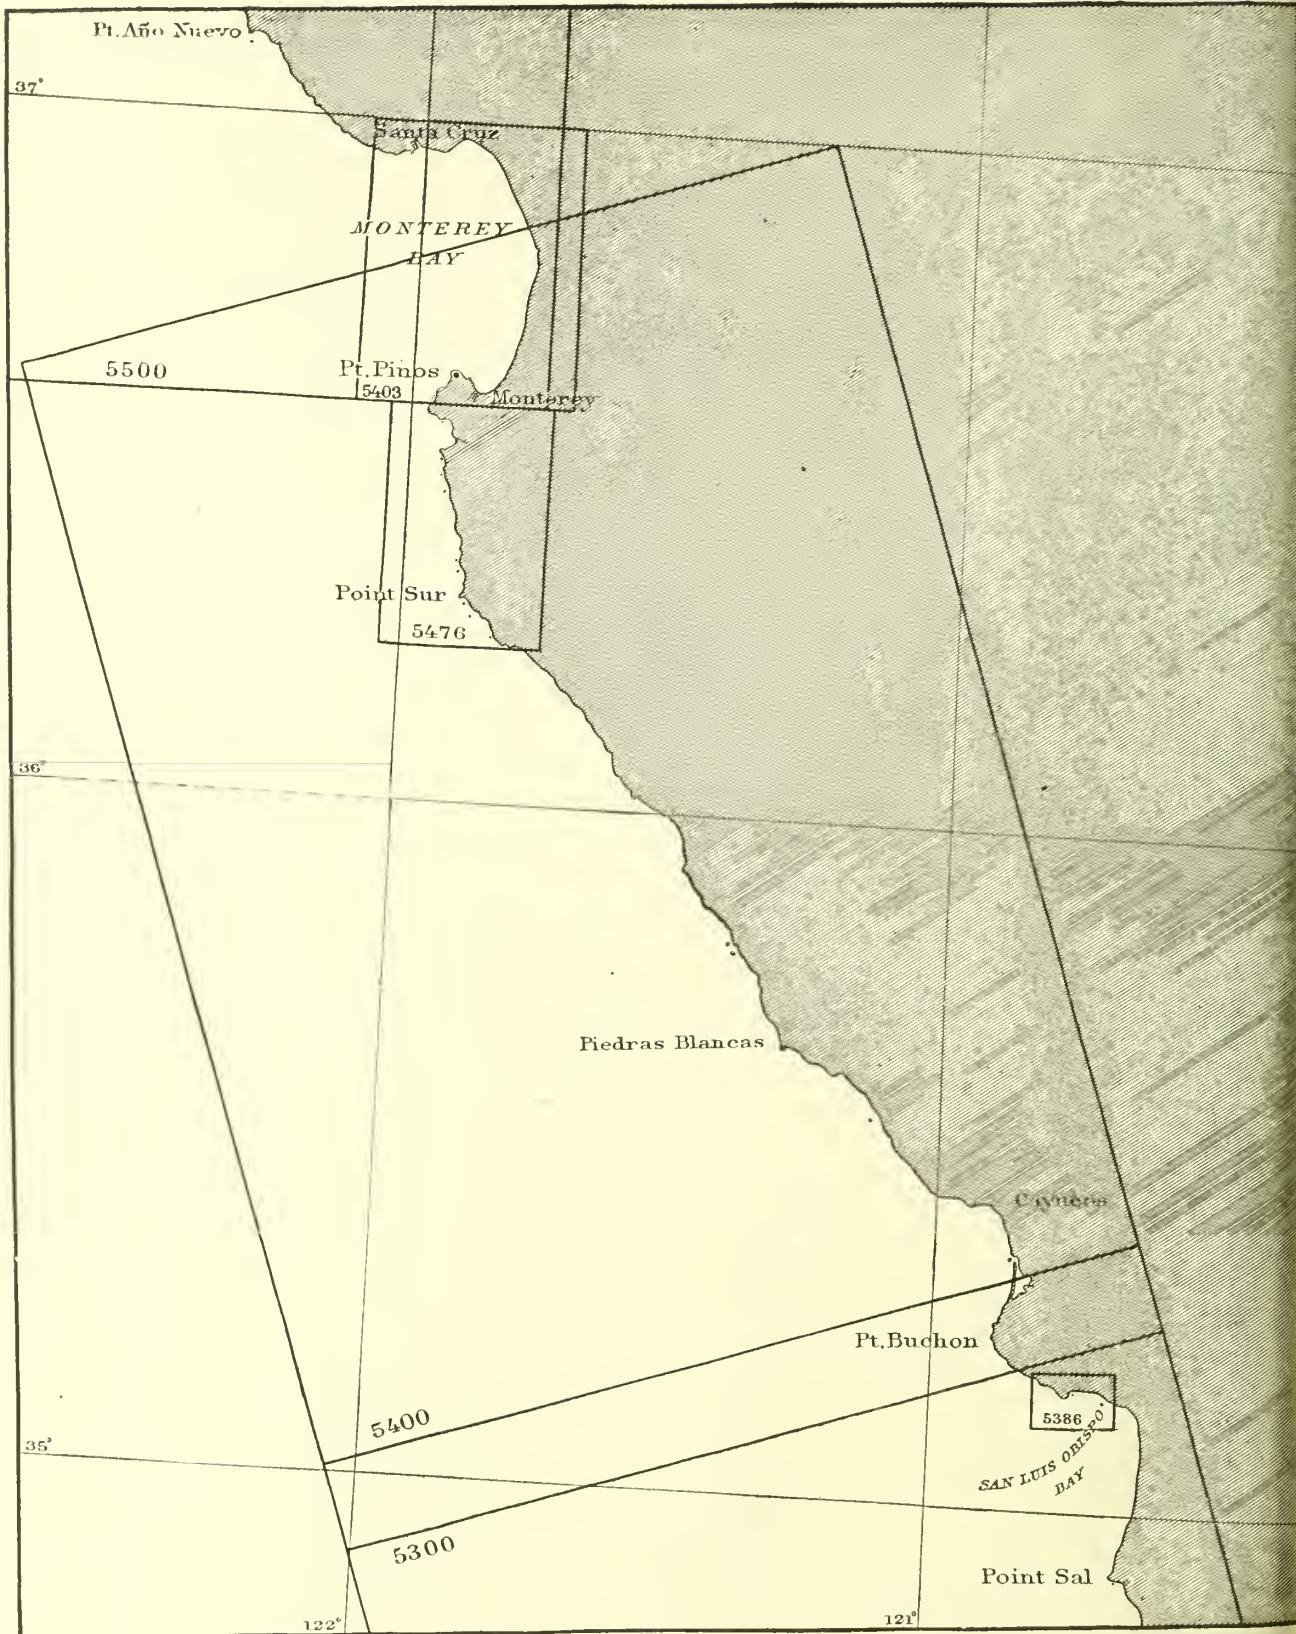 Pt. Año Nuevo
37°
Santa Cruz
MONTEREY
BAY
5500
Pt. Pinos
5403
Monterey
Point Sur
5476
36°
Piedras Blancas
Cayucos
Pt. Buchon
5400
5386
35°
SAN LUIS OBISPO
BAY
5300
Point Sal
122°
121°